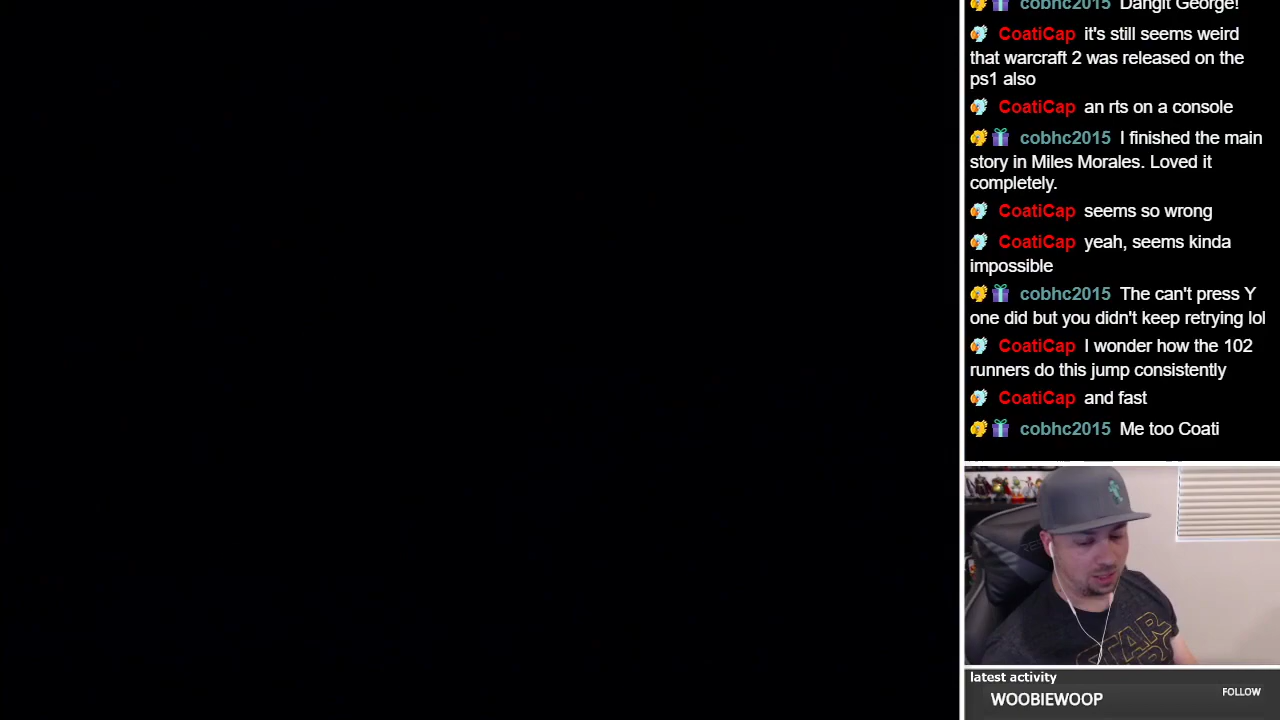 cobhc2015 Dangit George!
CoatiCap it's still seems weird
that warcraft 2 was released on the
ps1 also
CoatiCap an rts on a console
cobhc2015 I finished the main
story in Miles Morales. Loved it
completely.
CoatiCap seems so wrong
CoatiCap yeah, seems kinda
impossible
cobhc2015 The can't press Y
one did but you didn't keep retrying lol
CoatiCap I wonder how the 102
runners do this jump consistently
CoatiCap and fast
cobhc2015 Me too Coati
STAR
latest activity
WOOBIEWOOP FOLLOW